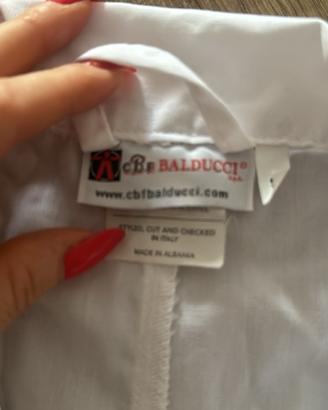 CBF BALDUCCI® S.p.A.
www.cbfbalducci.com
STYLED, CUT AND CHECKED
IN ITALY
MADE IN ALBANIA